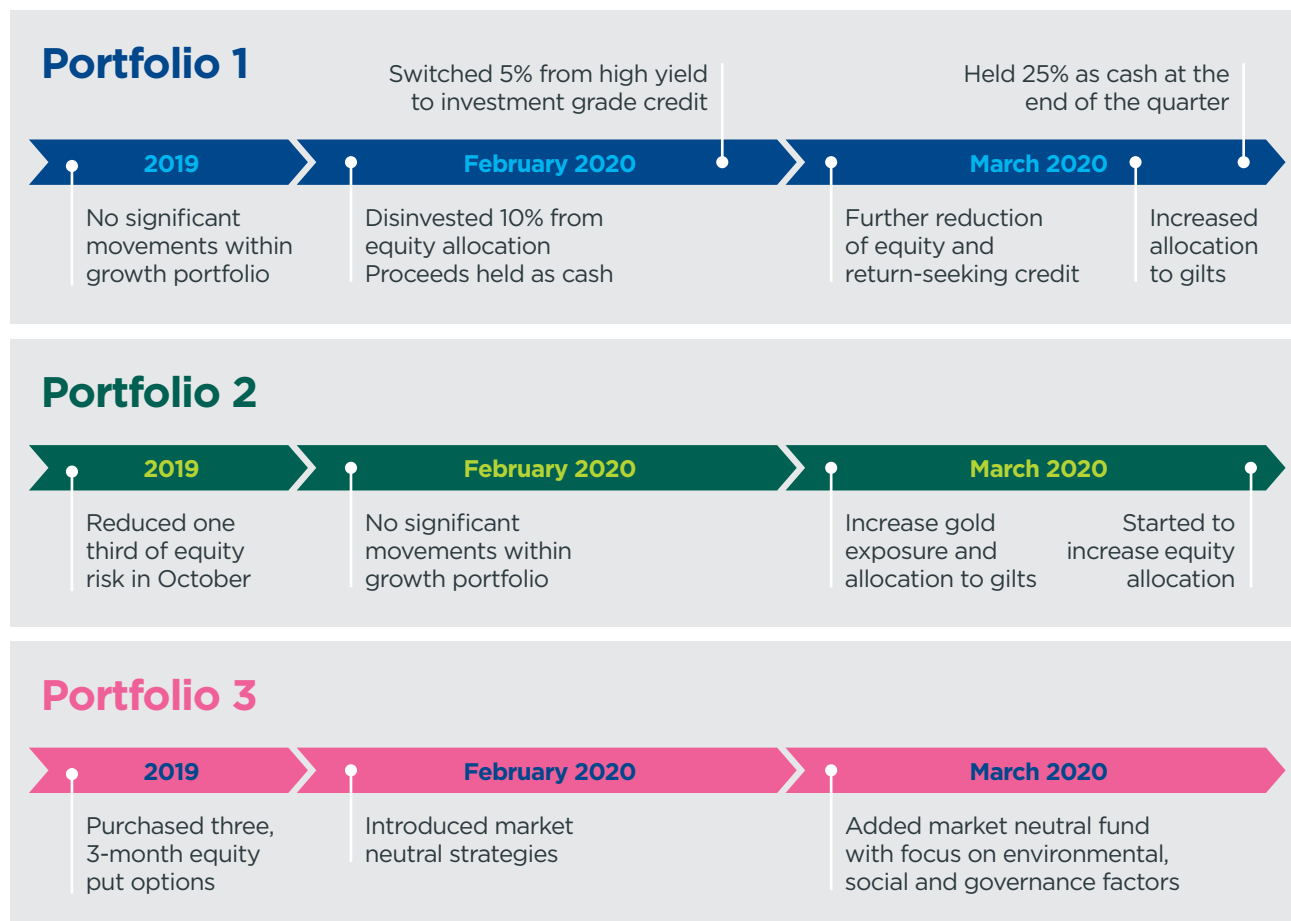 Portfolio 1
Switched 5% from high yield
to investment grade credit
Held 25% as cash at the
end of the quarter
2019
February 2020
March 2020
No significant
movements within
growth portfolio
Disinvested 10% from
equity allocation
Proceeds held as cash
Further reduction
of equity and
return-seeking credit
Increased
allocation
to gilts
Portfolio 2
2019
February 2020
March 2020
Reduced one
third of equity
risk in October
No significant
movements within
growth portfolio
Increase gold
exposure and
allocation to gilts
Started to
increase equity
allocation
Portfolio 3
2019
February 2020
March 2020
Purchased three,
3-month equity
put options
Introduced market
neutral strategies
Added market neutral fund
with focus on environmental,
social and governance factors